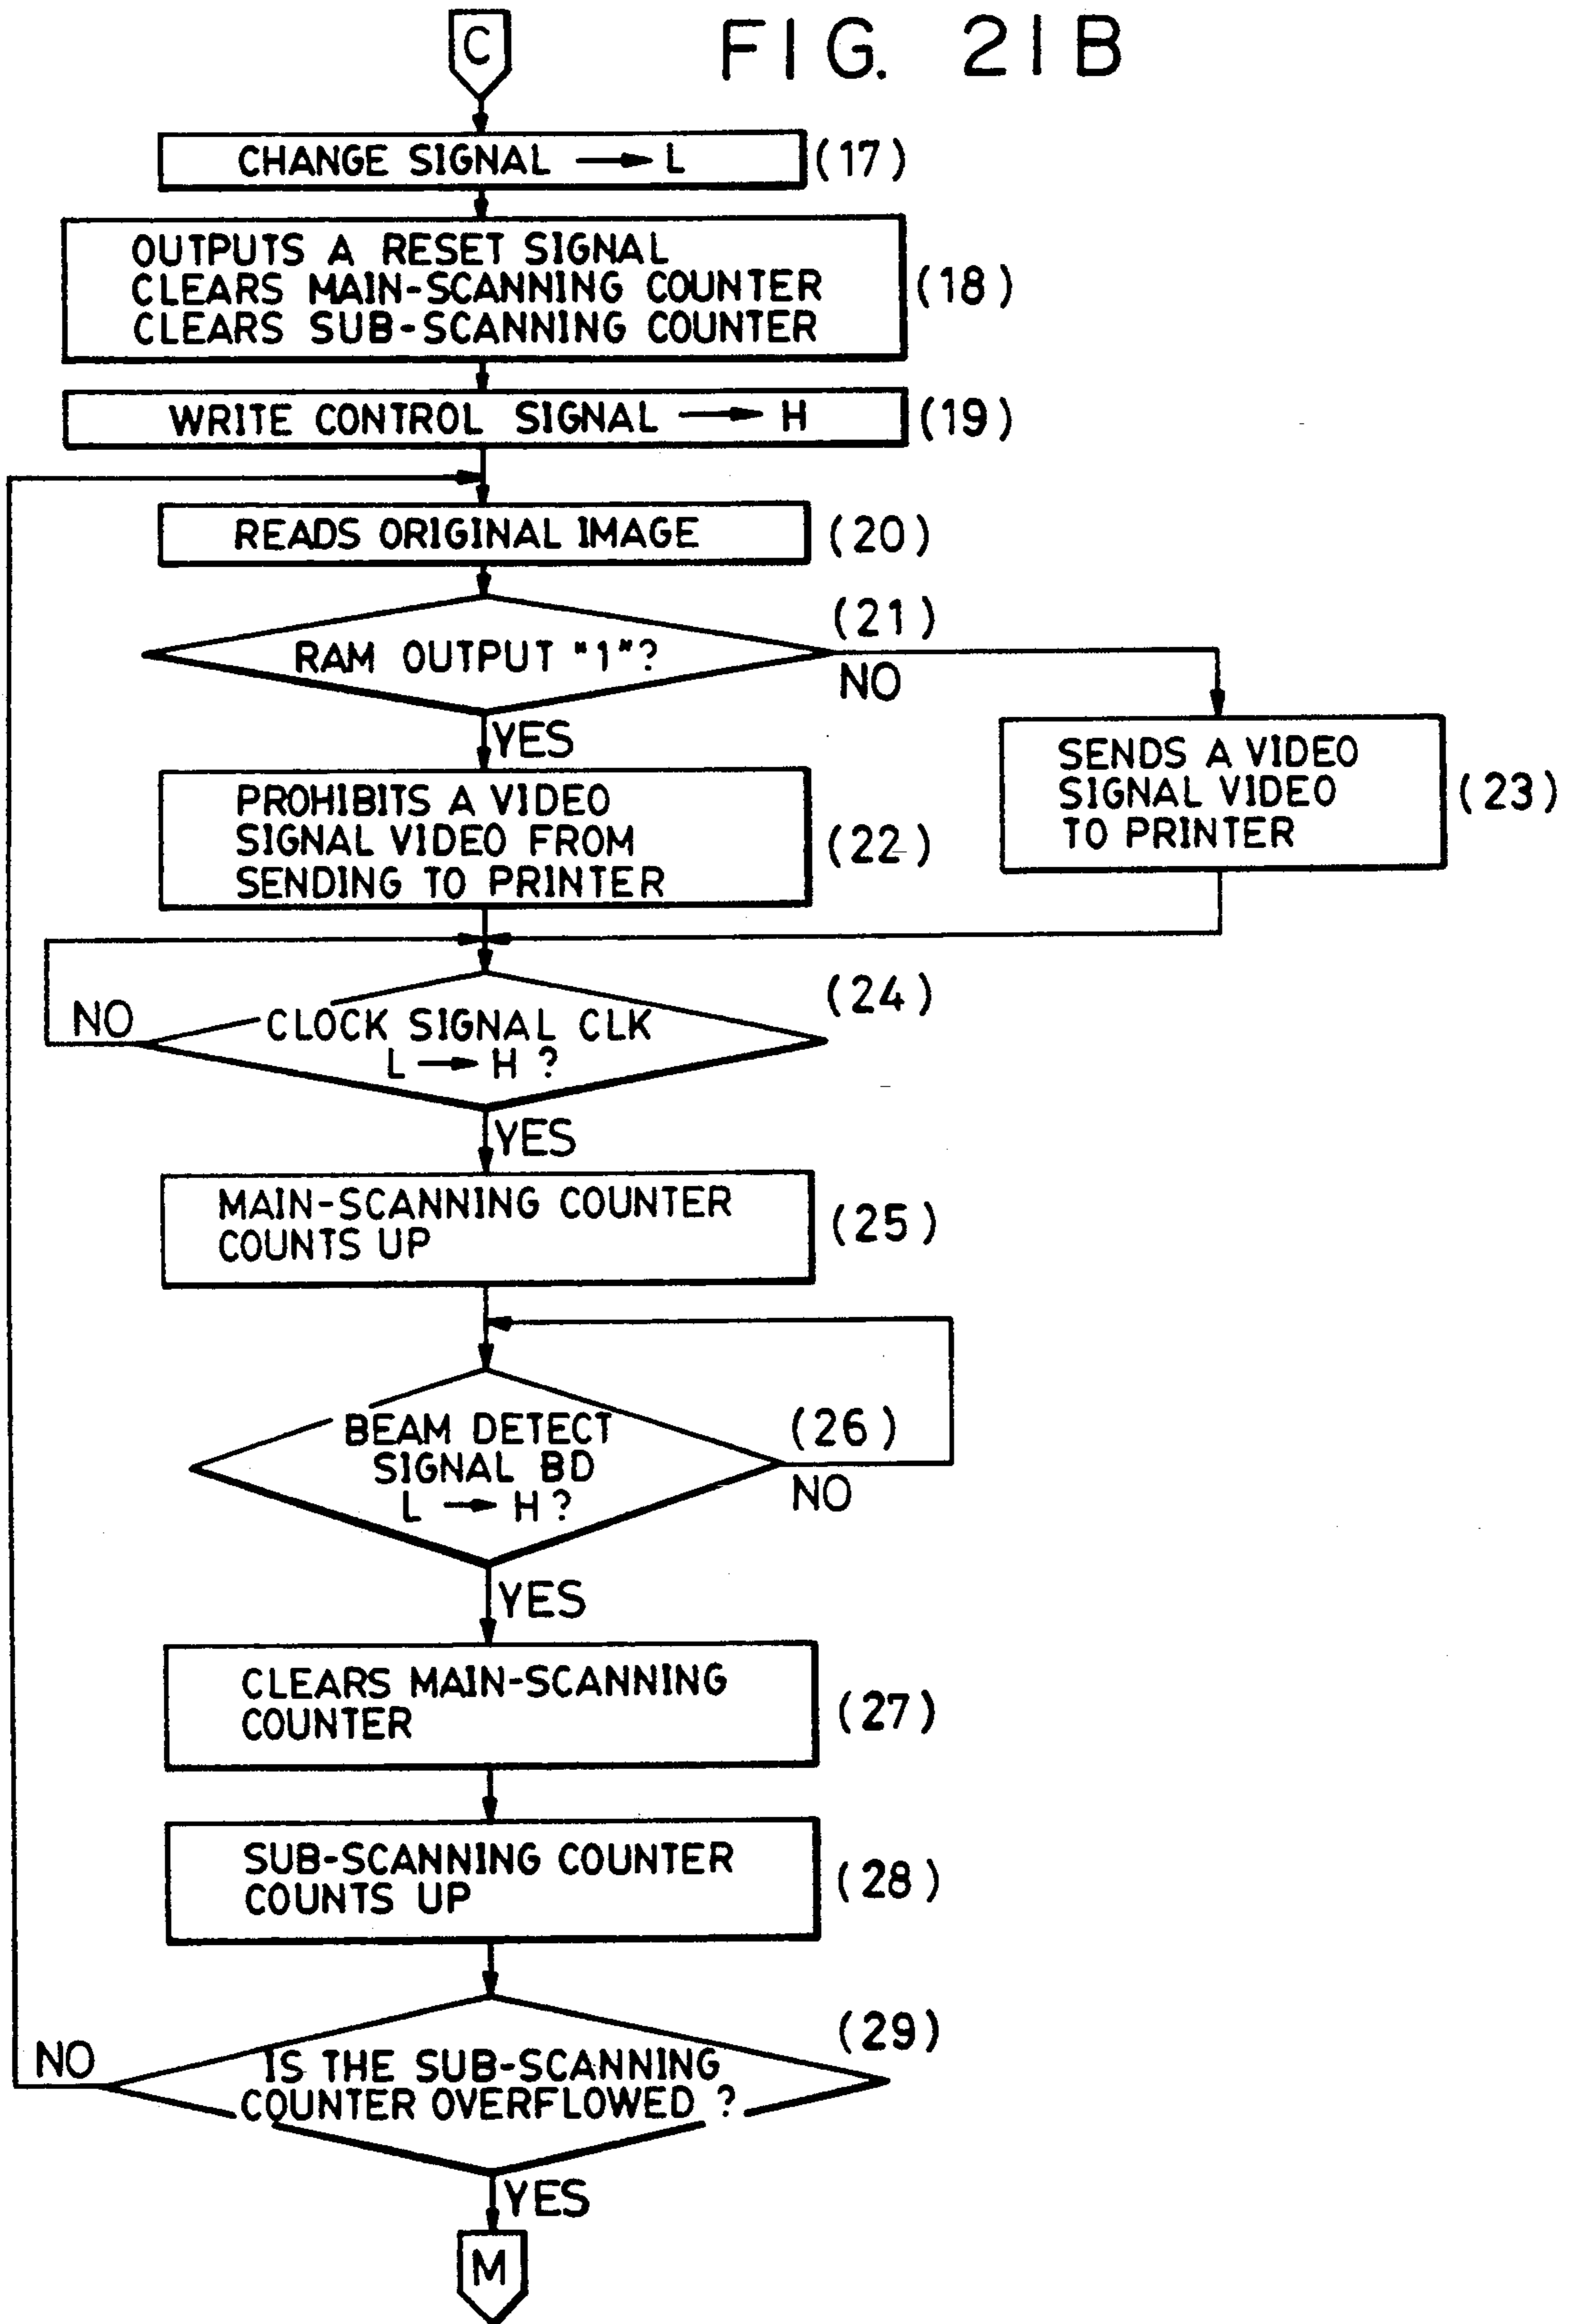 C
FIG. 21B
CHANGE SIGNAL → L
(17)
OUTPUTS A RESET SIGNAL
CLEARS MAIN-SCANNING COUNTER
CLEARS SUB-SCANNING COUNTER
(18)
WRITE CONTROL SIGNAL → H
(19)
READS ORIGINAL IMAGE
(20)
(21)
RAM OUTPUT "1"?
NO
YES
SENDS A VIDEO
SIGNAL VIDEO
TO PRINTER
(23)
PROHIBITS A VIDEO
SIGNAL VIDEO FROM
SENDING TO PRINTER
(22)
(24)
NO
CLOCK SIGNAL CLK
L → H ?
YES
MAIN-SCANNING COUNTER
COUNTS UP
(25)
BEAM DETECT
SIGNAL BD
L → H ?
(26)
NO
YES
CLEARS MAIN-SCANNING
COUNTER
(27)
SUB-SCANNING COUNTER
COUNTS UP
(28)
(29)
NO
IS THE SUB-SCANNING
COUNTER OVERFLOWED ?
YES
M